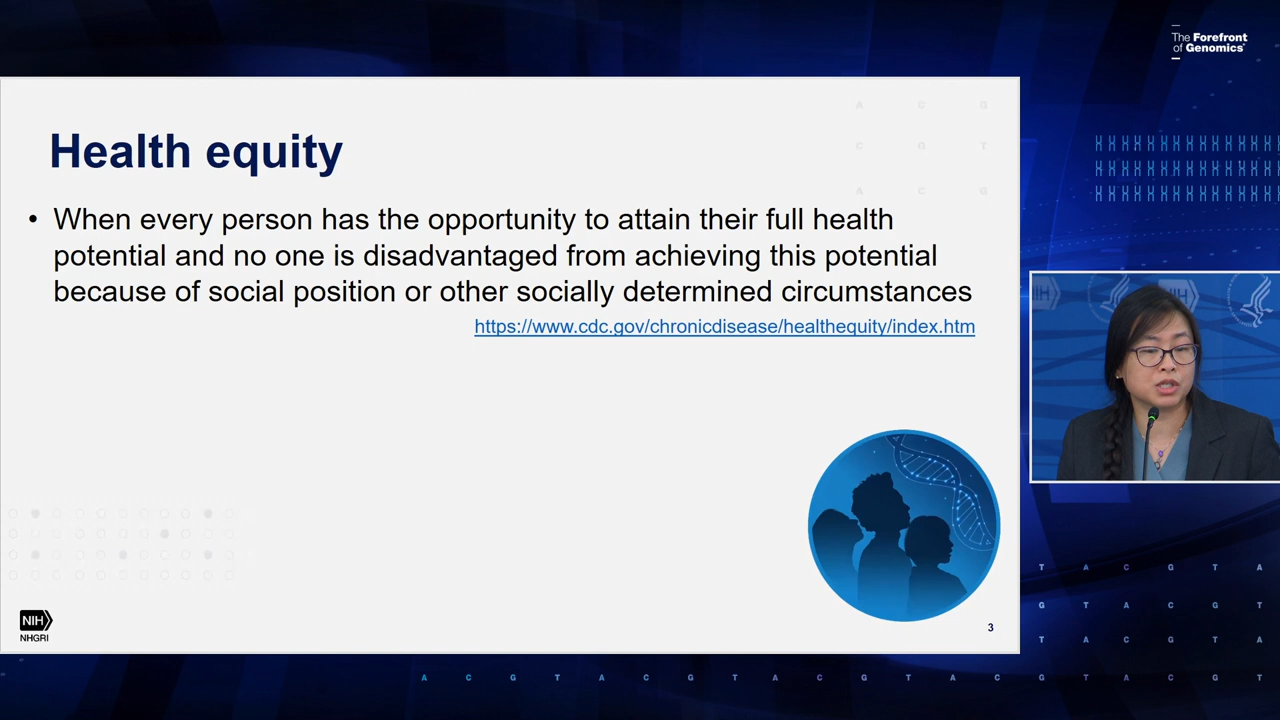 The Forefront
of Genomics®
A C G
Health equity
C G T
A C G
• When every person has the opportunity to attain their full health
potential and no one is disadvantaged from achieving this potential
because of social position or other socially determined circumstances
https://www.cdc.gov/chronicdisease/healthequity/index.htm
NIH
NIH
T A C G T A
G T A C G T
NIH
NHGRI
3
T A C G T A
A C G T A C G T A C G T A C G T A C G T